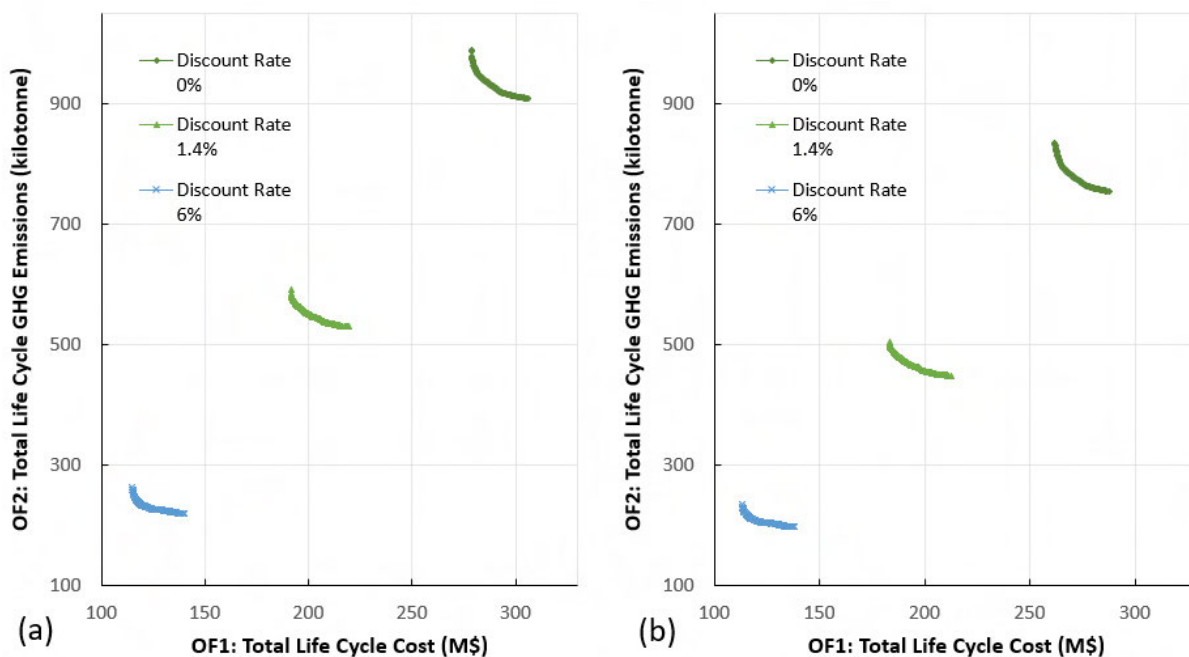 OF2: Total Life Cycle GHG Emissions (kilotonne)
900
700
500
300
100
Discount Rate
0%
Discount Rate
1.4%
Discount Rate
6%
100
150
200
250
300
(a)
OF1: Total Life Cycle Cost (M$)
OF2: Total Life Cycle GHG Emissions (kilotonne)
900
700
500
300
100
Discount Rate
0%
Discount Rate
1.4%
Discount Rate
6%
100
150
200
250
300
(b)
OF1: Total Life Cycle Cost (M$)